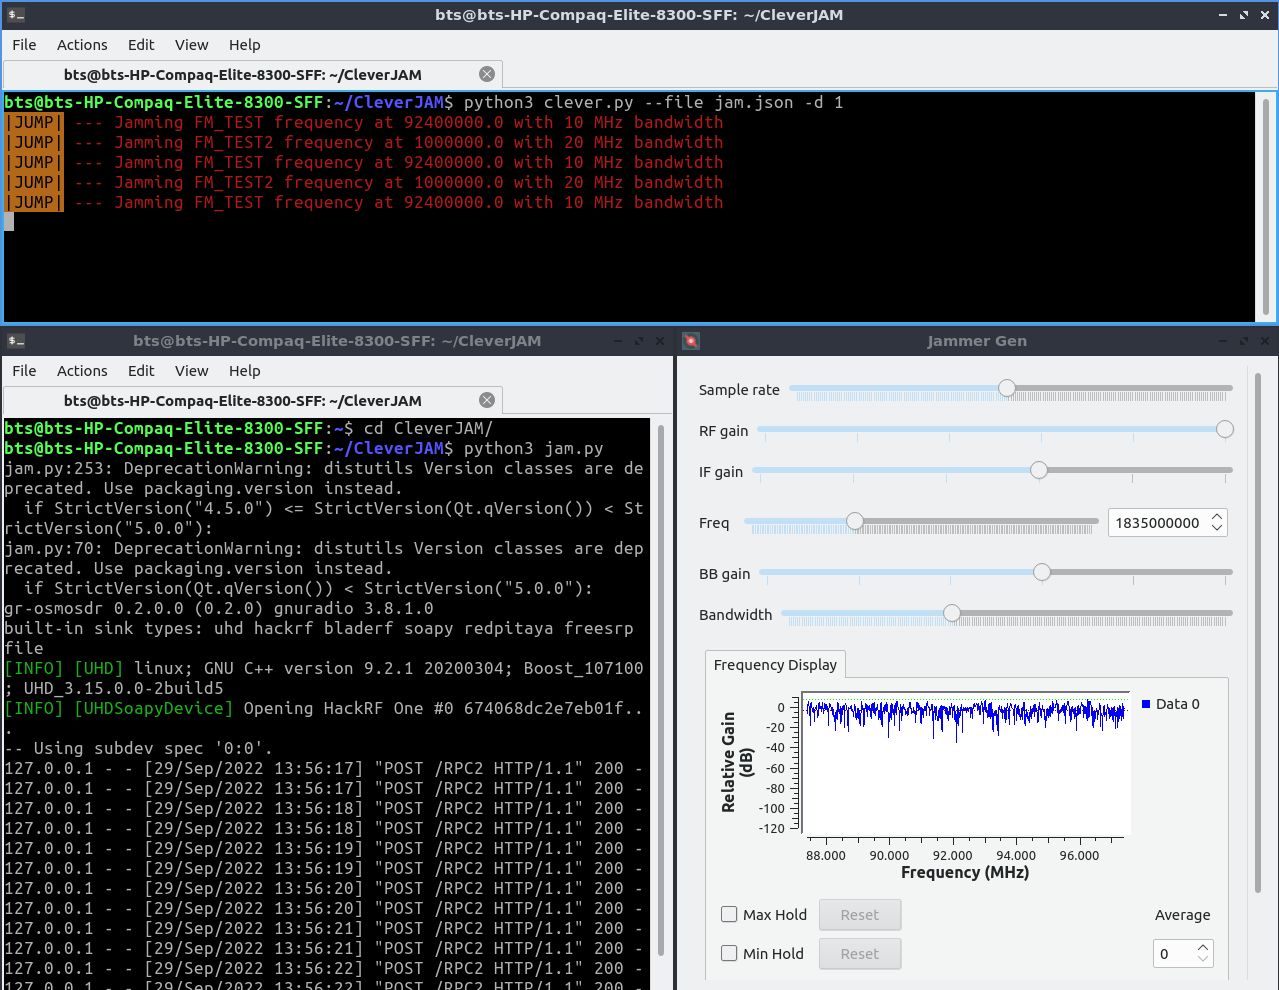 bts@bts-HP-Compaq-Elite-8300-SFF: ~/CleverJAM
File Actions Edit View Help
bts@bts-HP-Compaq-Elite-8300-SFF: ~/CleverJAM
bts@bts-HP-Compaq-Elite-8300-SFF:~/CleverJAM$ python3 clever.py --file jam.json -d 1
|JUMP| --- Jamming FM_TEST frequency at 92400000.0 with 10 MHz bandwidth
|JUMP| --- Jamming FM_TEST2 frequency at 1000000.0 with 20 MHz bandwidth
|JUMP| --- Jamming FM_TEST frequency at 92400000.0 with 10 MHz bandwidth
|JUMP| --- Jamming FM_TEST2 frequency at 1000000.0 with 20 MHz bandwidth
|JUMP| --- Jamming FM_TEST frequency at 92400000.0 with 10 MHz bandwidth
bts@bts-HP-Compaq-Elite-8300-SFF: ~/CleverJAM
File Actions Edit View Help
bts@bts-HP-Compaq-Elite-8300-SFF: ~/CleverJAM
bts@bts-HP-Compaq-Elite-8300-SFF:~$ cd CleverJAM/
bts@bts-HP-Compaq-Elite-8300-SFF:~/CleverJAM$ python3 jam.py
jam.py:253: DeprecationWarning: distutils Version classes are de
precated. Use packaging.version instead.
if StrictVersion("4.5.0") <= StrictVersion(Qt.qVersion()) < St
rictVersion("5.0.0"):
jam.py:70: DeprecationWarning: distutils Version classes are dep
recated. Use packaging.version instead.
if StrictVersion(Qt.qVersion()) < StrictVersion("5.0.0"):
gr-osmosdr 0.2.0.0 (0.2.0) gnuradio 3.8.1.0
built-in sink types: uhd hackrf bladerf soapy redpitaya freesrp
file
[INFO] [UHD] linux; GNU C++ version 9.2.1 20200304; Boost_107100
; UHD_3.15.0.0-2build5
[INFO] [UHDSoapyDevice] Opening HackRF One #0 674068dc2e7eb01f..
.
-- Using subdev spec '0:0'.
127.0.0.1 - - [29/Sep/2022 13:56:17] "POST /RPC2 HTTP/1.1" 200 -
127.0.0.1 - - [29/Sep/2022 13:56:17] "POST /RPC2 HTTP/1.1" 200 -
127.0.0.1 - - [29/Sep/2022 13:56:18] "POST /RPC2 HTTP/1.1" 200 -
127.0.0.1 - - [29/Sep/2022 13:56:18] "POST /RPC2 HTTP/1.1" 200 -
127.0.0.1 - - [29/Sep/2022 13:56:19] "POST /RPC2 HTTP/1.1" 200 -
127.0.0.1 - - [29/Sep/2022 13:56:19] "POST /RPC2 HTTP/1.1" 200 -
127.0.0.1 - - [29/Sep/2022 13:56:20] "POST /RPC2 HTTP/1.1" 200 -
127.0.0.1 - - [29/Sep/2022 13:56:20] "POST /RPC2 HTTP/1.1" 200 -
127.0.0.1 - - [29/Sep/2022 13:56:21] "POST /RPC2 HTTP/1.1" 200 -
127.0.0.1 - - [29/Sep/2022 13:56:21] "POST /RPC2 HTTP/1.1" 200 -
127.0.0.1 - - [29/Sep/2022 13:56:22] "POST /RPC2 HTTP/1.1" 200 -
127.0.0.1 - - [29/Sep/2022 13:56:22] "POST /RPC2 HTTP/1.1" 200 -
Jammer Gen
Sample rate
RF gain
IF gain
Freq 1835000000
BB gain
Bandwidth
Frequency Display
Relative Gain
(dB)
0
-20
-40
-60
-80
-100
-120
Data 0
88.000 90.000 92.000 94.000 96.000
Frequency (MHz)
Max Hold Reset Average
Min Hold Reset 0